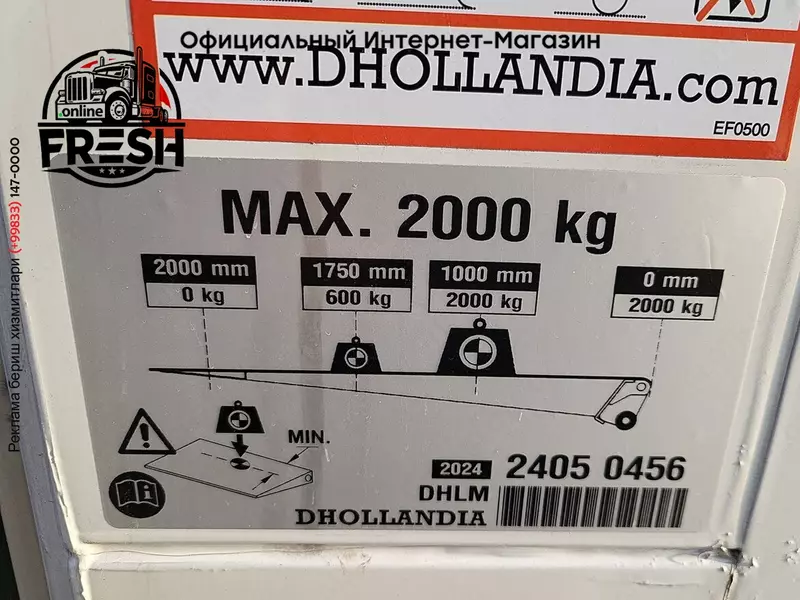 Официальный Интернет-Магазин
www.DHOLLANDIA.com
EF0500
.online
FRESH
Реклама бериш хизмитлари (+99833) 147-0000
MAX. 2000 kg
2000 mm 1750 mm 1000 mm 0 mm
0 kg 600 kg 2000 kg 2000 kg
MIN.
2024 2405 0456
DHLM
DHOLLANDIA